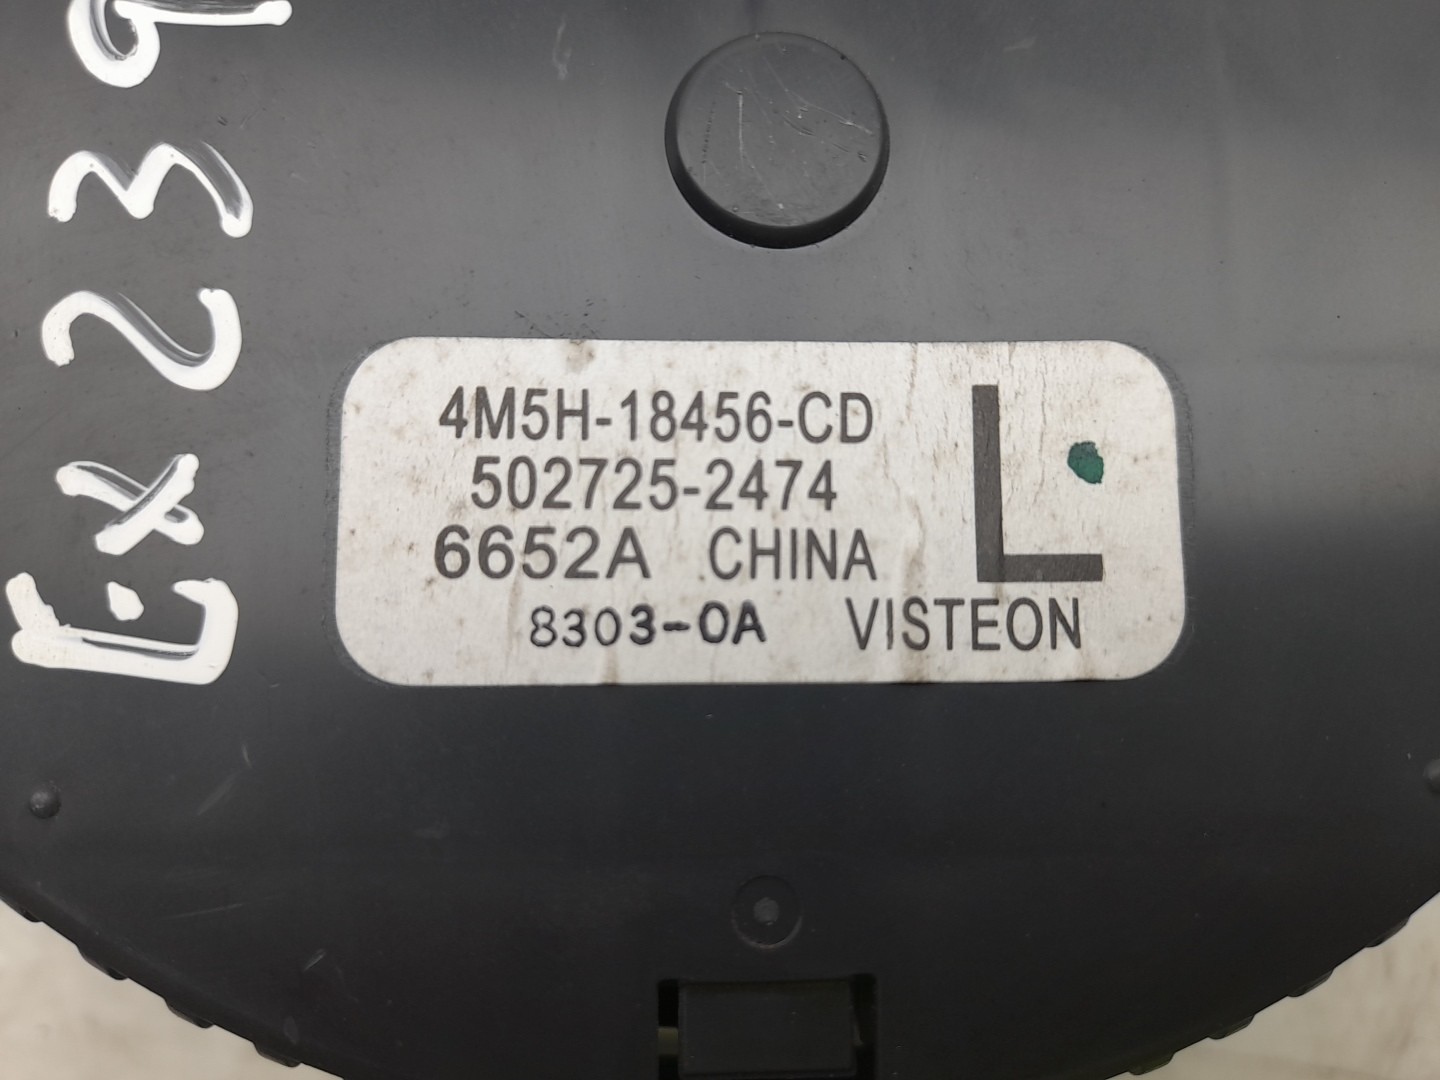 4M5H-18456-CD
502725-2474
6652A CHINA
8303-0A VISTEON
L
EX239